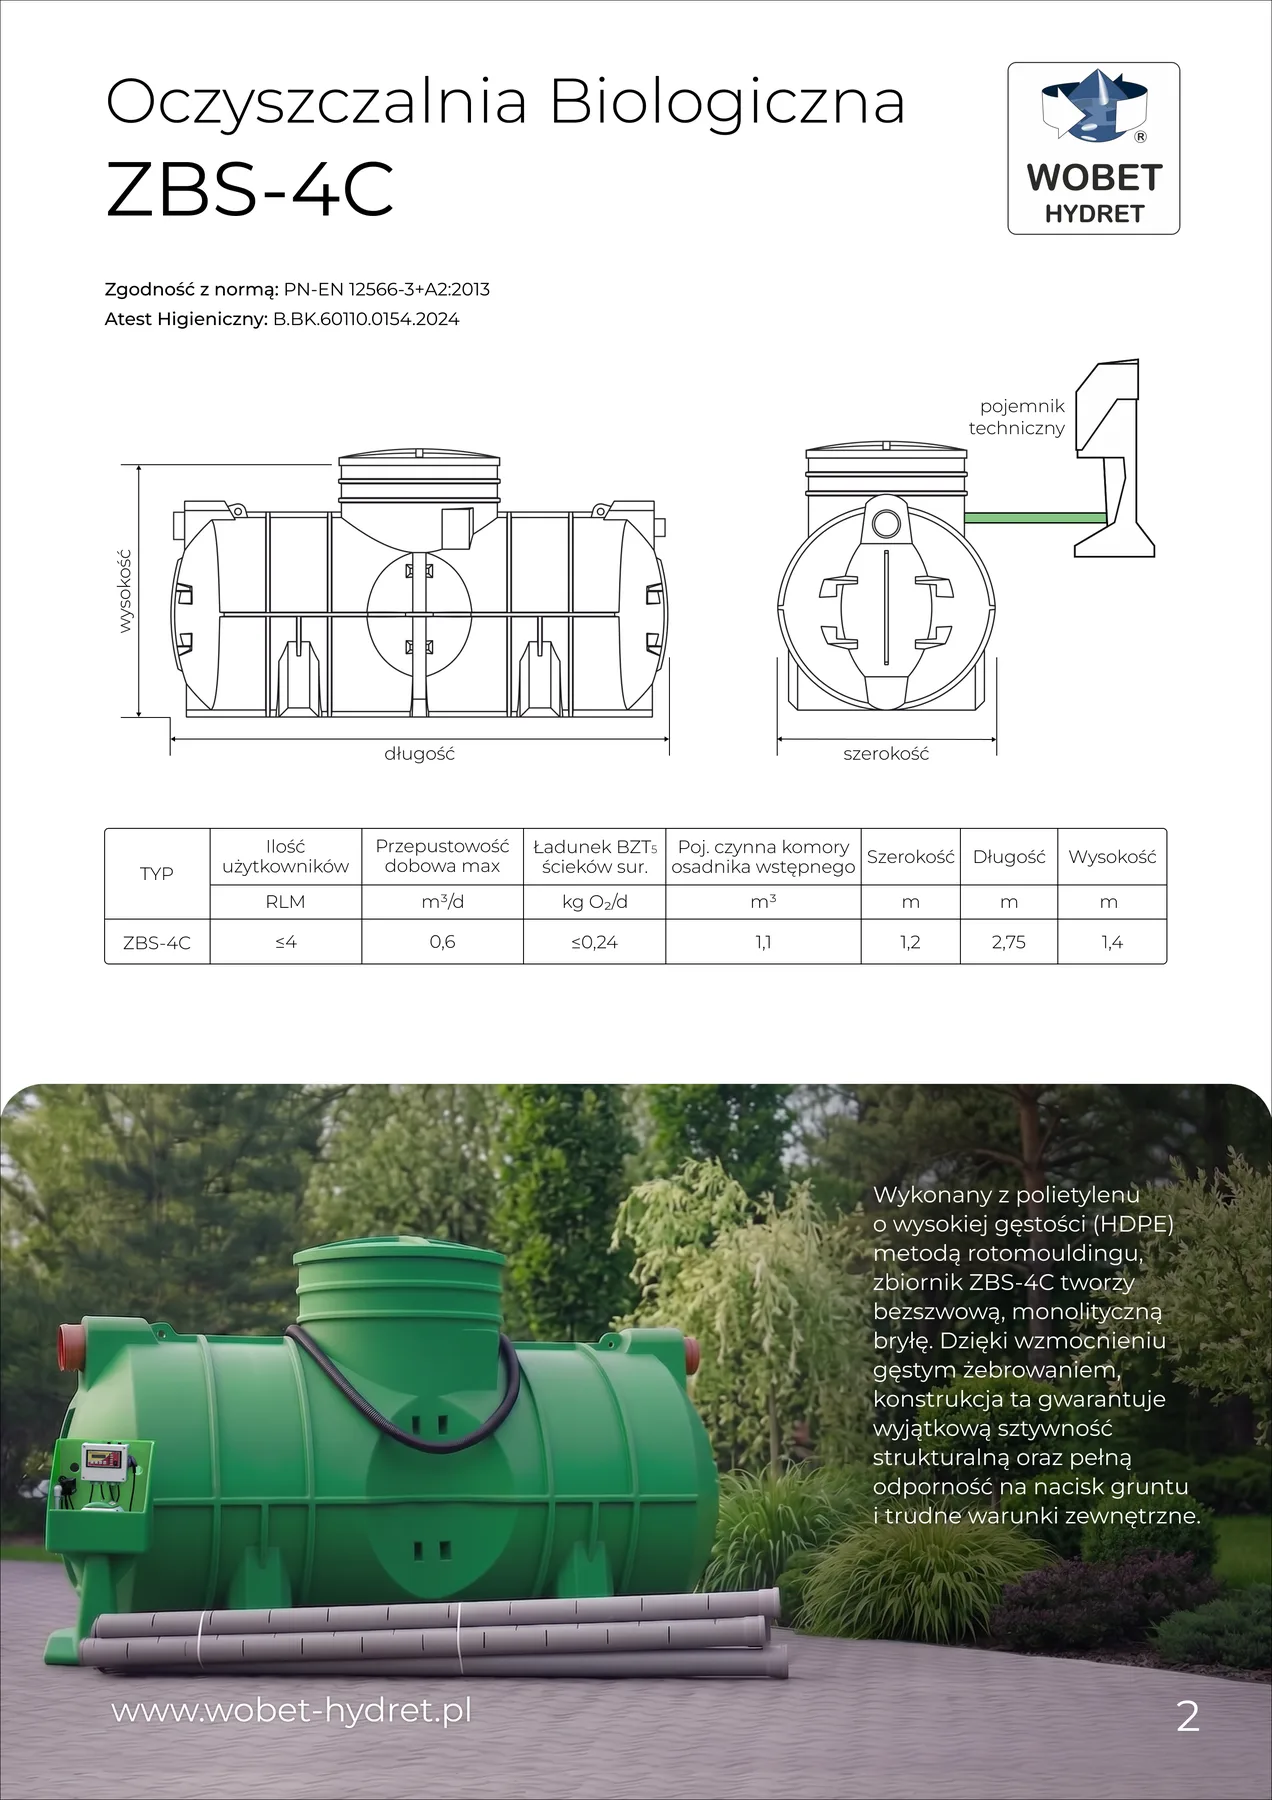 Oczyszczalnia Biologiczna
ZBS-4C
®
WOBET
HYDRET
Zgodność z normą: PN-EN 12566-3+A2:2013
Atest Higieniczny: B.BK.60110.0154.2024
pojemnik
techniczny
wysokość
długość
szerokość
TYP
Ilość
użytkowników
Przepustowość
dobowa max
Ładunek BZT₅
ścieków sur.
Poj. czynna komory
osadnika wstępnego
Szerokość
Długość
Wysokość
RLM
m³/d
kg O₂/d
m³
m
m
m
ZBS-4C
≤4
0,6
≤0,24
1,1
1,2
2,75
1,4
Wykonany z polietylenu
o wysokiej gęstości (HDPE)
metodą rotomouldingu,
zbiornik ZBS-4C tworzy
bezszwową, monolityczną
bryłę. Dzięki wzmocnieniu
gęstym żebrowaniem,
konstrukcja ta gwarantuje
wyjątkową sztywność
strukturalną oraz pełną
odporność na nacisk gruntu
i trudne warunki zewnętrzne.
www.wobet-hydret.pl
2